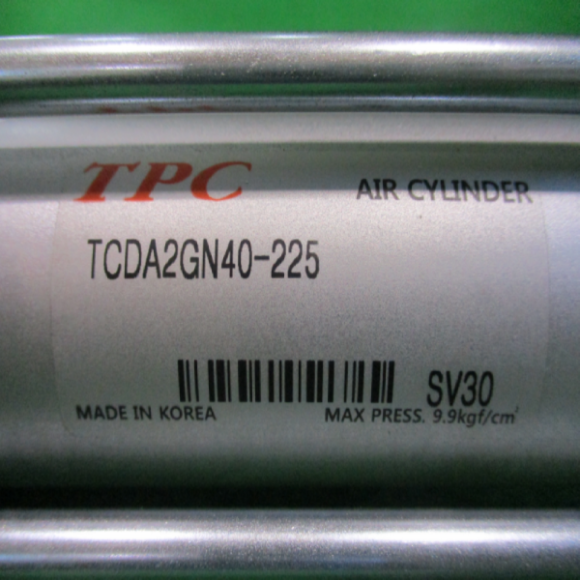 TPC AIR CYLINDER
TCDA2GN40-225
SV30
MADE IN KOREA MAX PRESS. 9.9kgf/cm²